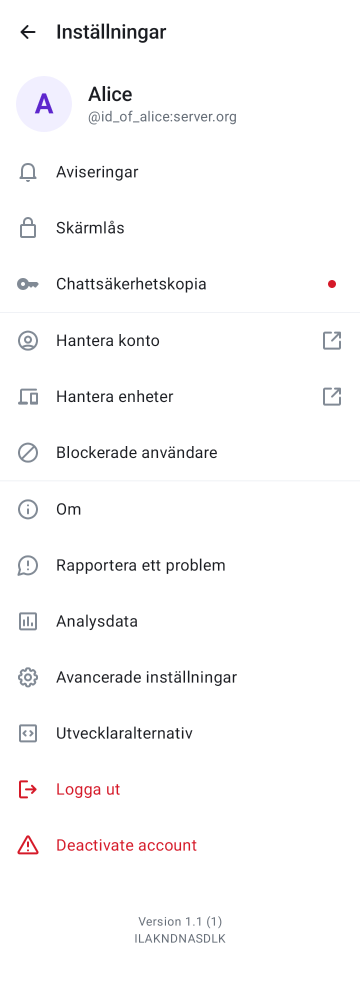 Inställningar
A
Alice
@id_of_alice:server.org
Aviseringar
Skärmlås
Chattsäkerhetskopia
Hantera konto
Hantera enheter
Blockerade användare
Om
Rapportera ett problem
Analysdata
Avancerade inställningar
Utvecklaralternativ
Logga ut
Deactivate account
Version 1.1 (1)
ILAKNDNASDLK